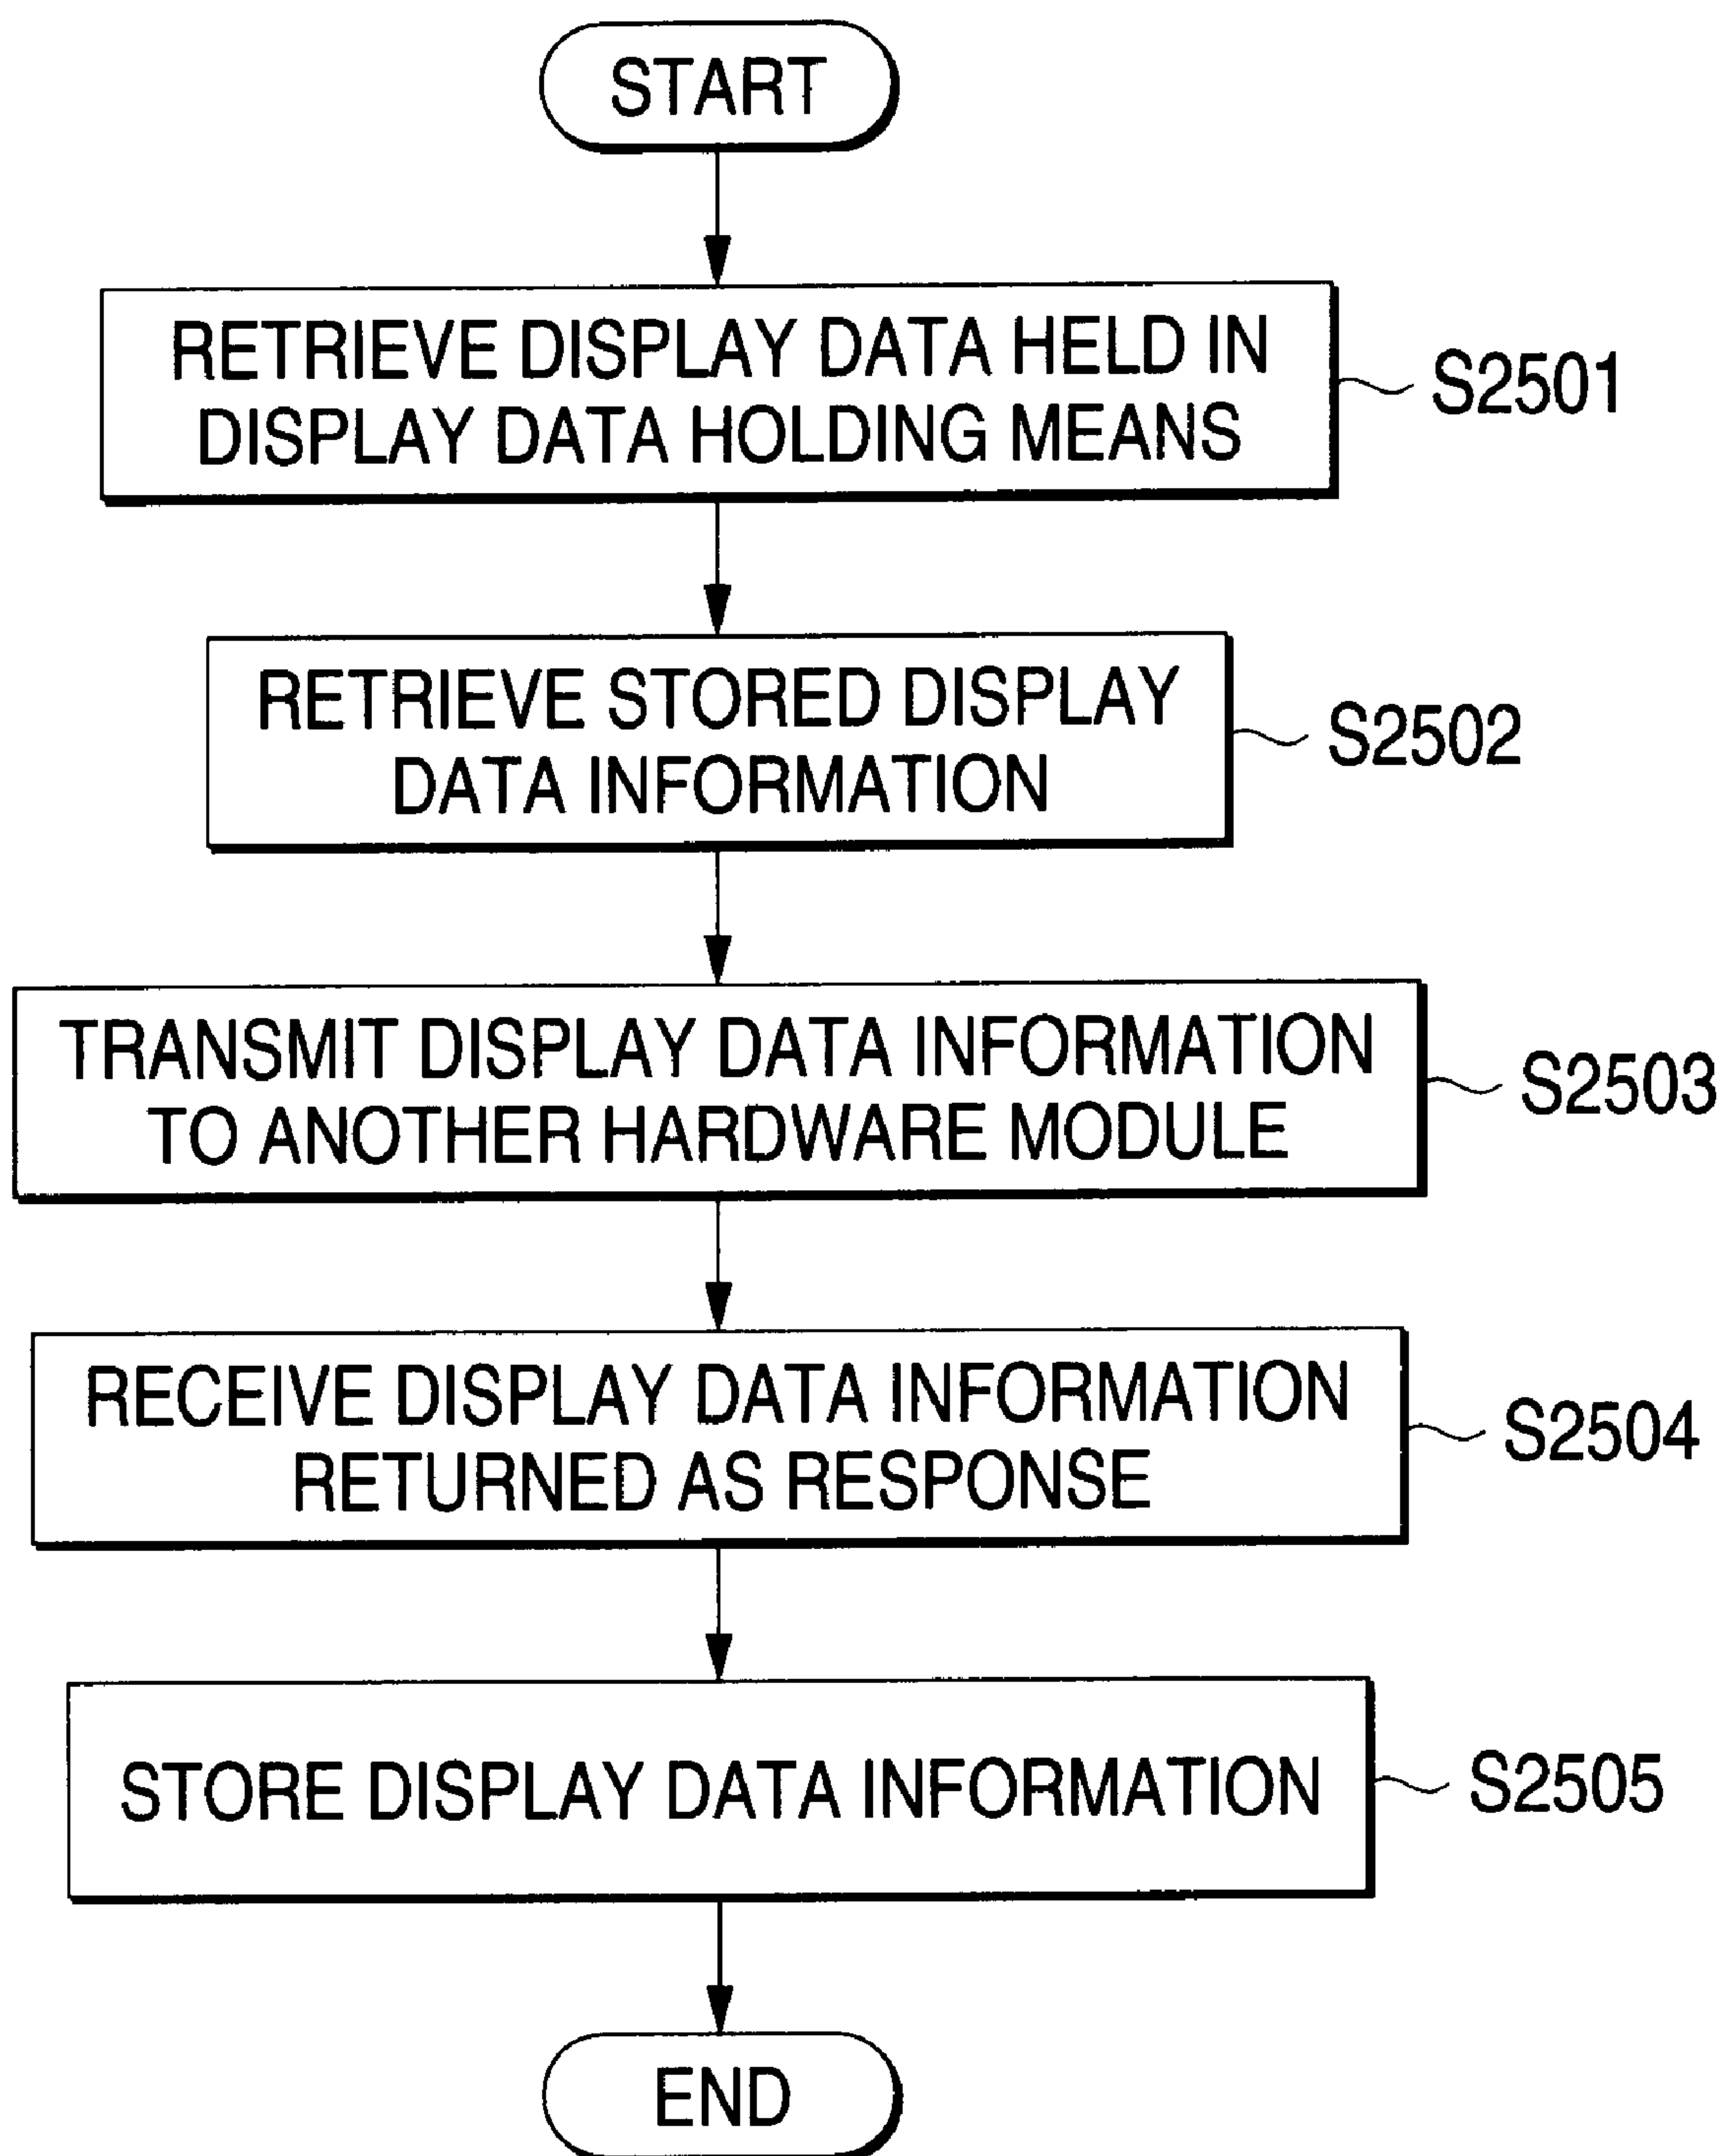 START
RETRIEVE DISPLAY DATA HELD IN
DISPLAY DATA HOLDING MEANS
S2501
RETRIEVE STORED DISPLAY
DATA INFORMATION
S2502
TRANSMIT DISPLAY DATA INFORMATION
TO ANOTHER HARDWARE MODULE
S2503
RECEIVE DISPLAY DATA INFORMATION
RETURNED AS RESPONSE
S2504
STORE DISPLAY DATA INFORMATION
S2505
END